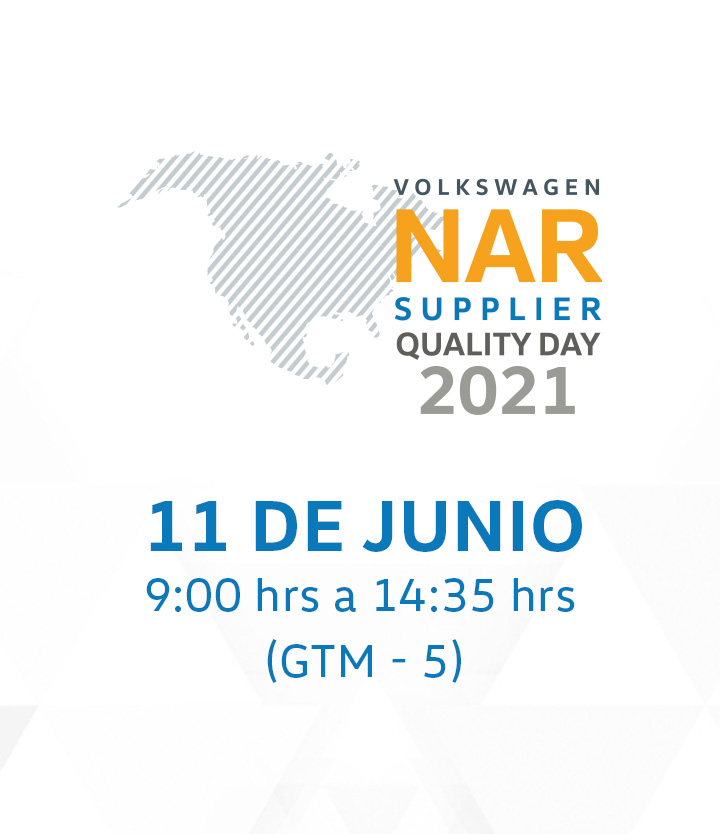 VOLKSWAGEN
NAR
SUPPLIER
QUALITY DAY
2021
11 DE JUNIO
9:00 hrs a 14:35 hrs
(GTM - 5)